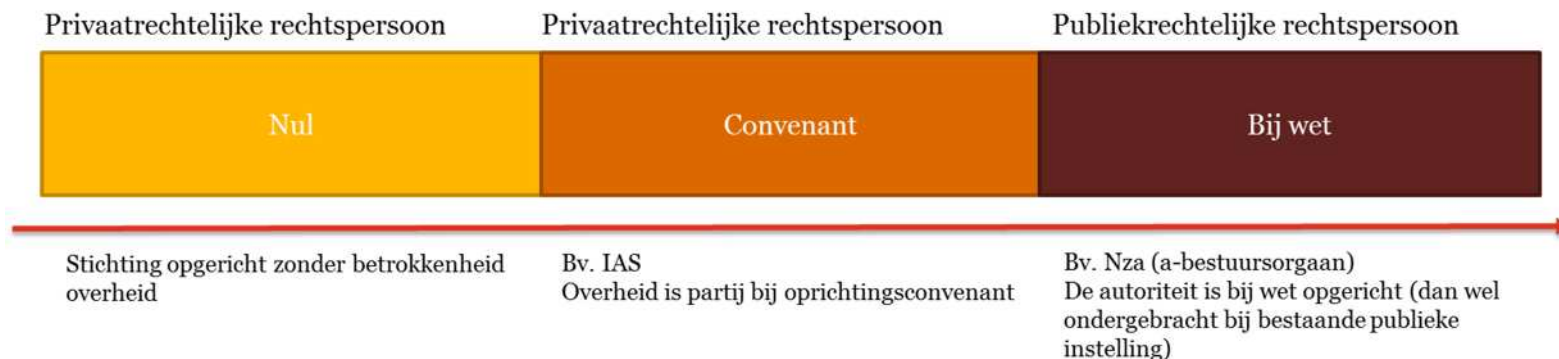 Privaatrechtelijke rechtspersoon
Privaatrechtelijke rechtspersoon
Publiekrechtelijke rechtspersoon
Nul
Convenant
Bij wet
Stichting opgericht zonder betrokkenheid
overheid
Bv. IAS
Overheid is partij bij oprichtingsconvenant
Bv. Nza (a-bestuursorgaan)
De autoriteit is bij wet opgericht (dan wel
ondergebracht bij bestaande publieke
instelling)